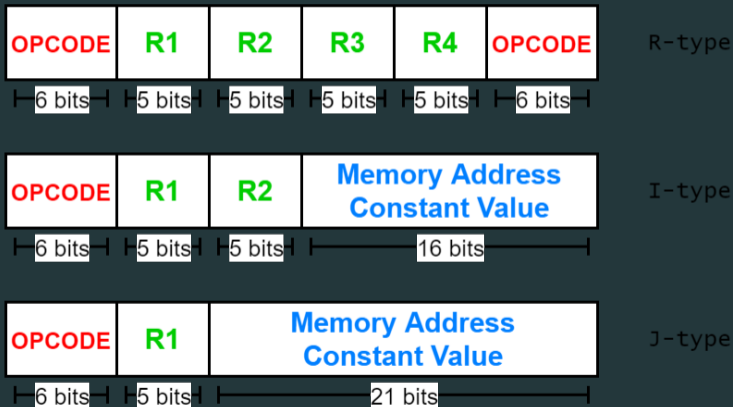 OPCODE R1 R2 R3 R4 OPCODE R-type
6 bits 5 bits 5 bits 5 bits 5 bits 6 bits
OPCODE R1 R2 Memory Address Constant Value I-type
6 bits 5 bits 5 bits 16 bits
OPCODE R1 Memory Address Constant Value J-type
6 bits 5 bits 21 bits